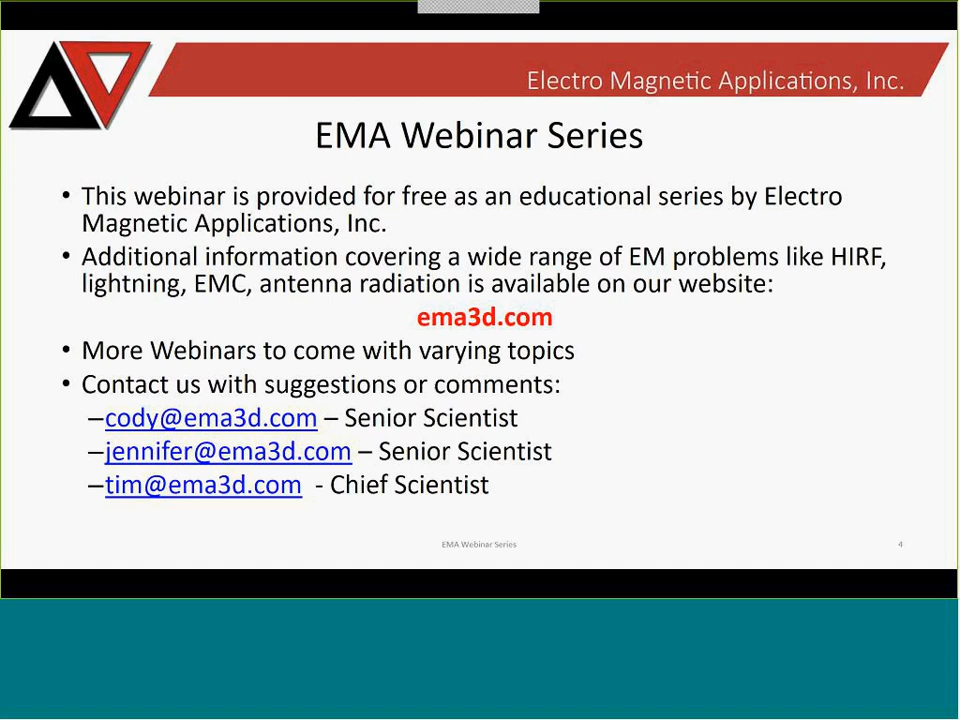 Electro Magnetic Applications, Inc.
EMA Webinar Series
• This webinar is provided for free as an educational series by Electro
Magnetic Applications, Inc.
• Additional information covering a wide range of EM problems like HIRF,
lightning, EMC, antenna radiation is available on our website:
ema3d.com
• More Webinars to come with varying topics
• Contact us with suggestions or comments:
–cody@ema3d.com – Senior Scientist
–jennifer@ema3d.com – Senior Scientist
–tim@ema3d.com - Chief Scientist
EMA Webinar Series 4